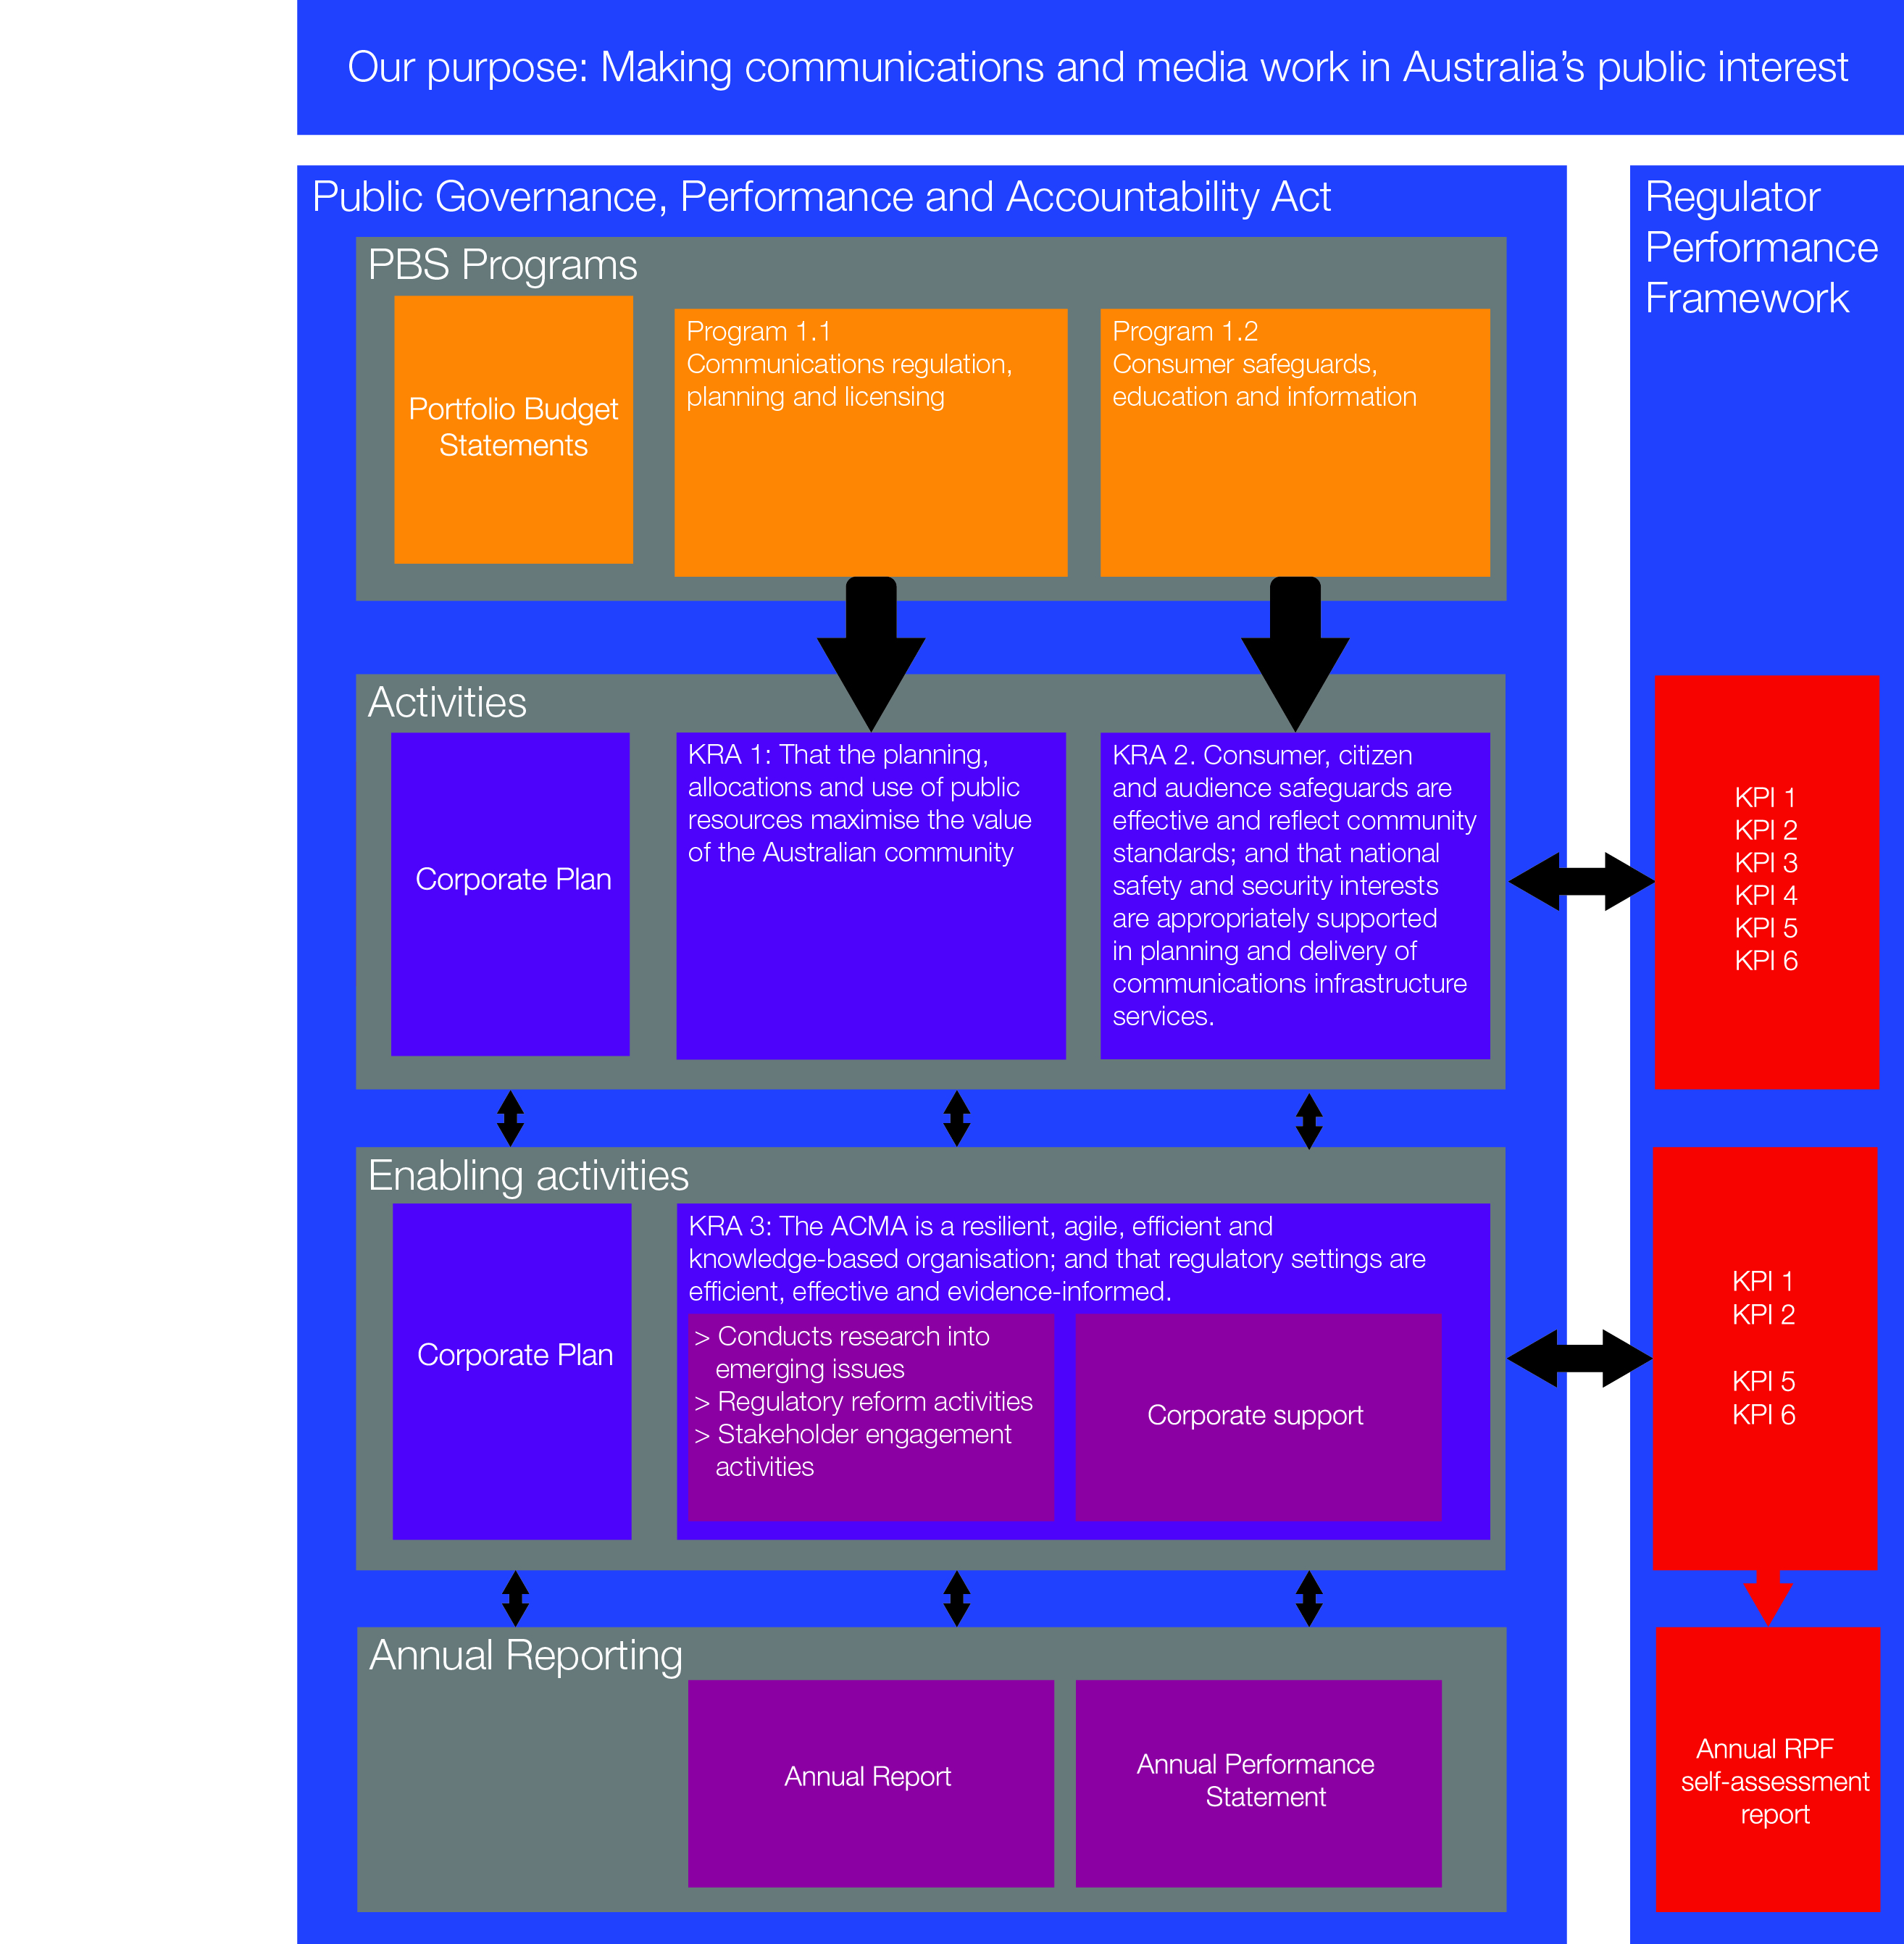 Our purpose: Making communications and media work in Australia’s public interest
Public Governance, Performance and Accountability Act
PBS Programs
Portfolio Budget
Statements
Program 1.1
Communications regulation,
planning and licensing
Program 1.2
Consumer safeguards,
education and information
Activities
Corporate Plan
KRA 1: That the planning,
allocations and use of public
resources maximise the value
of the Australian community
KRA 2. Consumer, citizen
and audience safeguards are
effective and reflect community
standards; and that national
safety and security interests
are appropriately supported
in planning and delivery of
communications infrastructure
services.
Enabling activities
Corporate Plan
KRA 3: The ACMA is a resilient, agile, efficient and
knowledge-based organisation; and that regulatory settings are
efficient, effective and evidence-informed.
> Conducts research into
emerging issues
> Regulatory reform activities
> Stakeholder engagement
activities
Corporate support
Annual Reporting
Annual Report
Annual Performance
Statement
Regulator
Performance
Framework
KPI 1
KPI 2
KPI 3
KPI 4
KPI 5
KPI 6
KPI 1
KPI 2
KPI 5
KPI 6
Annual RPF
self-assessment
report